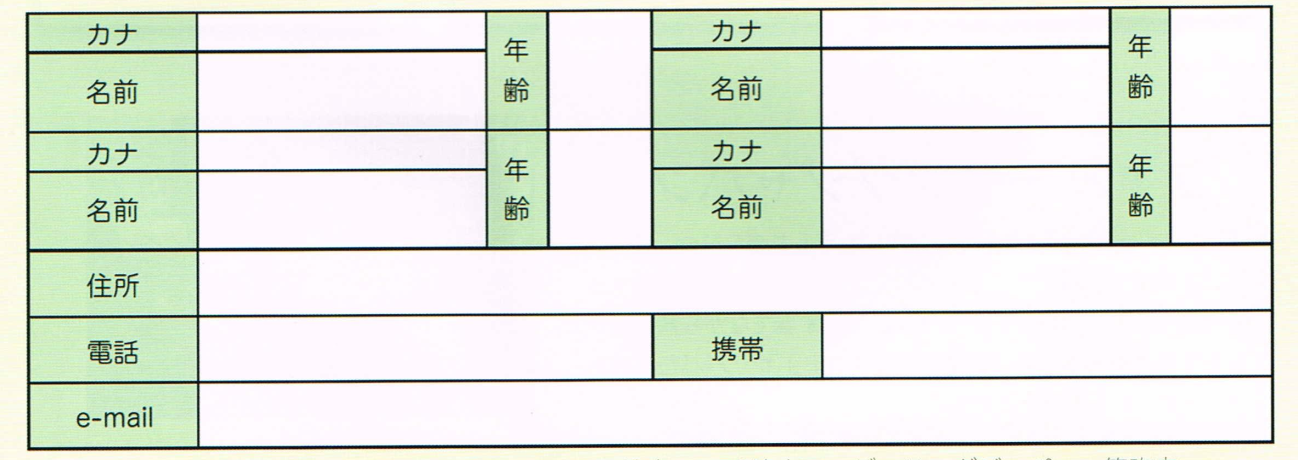 カナ 年齢 カナ 年齢
名前 名前
カナ 年齢 カナ 年齢
名前 名前
住所
電話 携帯
e-mail